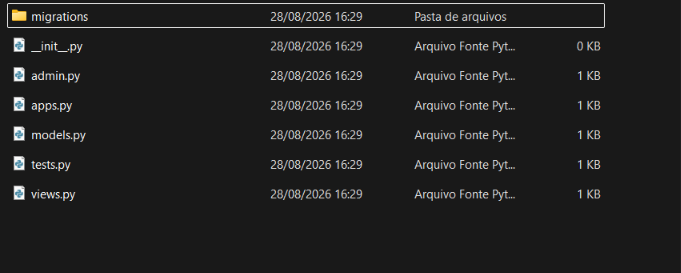 migrations 28/08/2026 16:29 Pasta de arquivos
__init__.py 28/08/2026 16:29 Arquivo Fonte Pyt... 0 KB
admin.py 28/08/2026 16:29 Arquivo Fonte Pyt... 1 KB
apps.py 28/08/2026 16:29 Arquivo Fonte Pyt... 1 KB
models.py 28/08/2026 16:29 Arquivo Fonte Pyt... 1 KB
tests.py 28/08/2026 16:29 Arquivo Fonte Pyt... 1 KB
views.py 28/08/2026 16:29 Arquivo Fonte Pyt... 1 KB